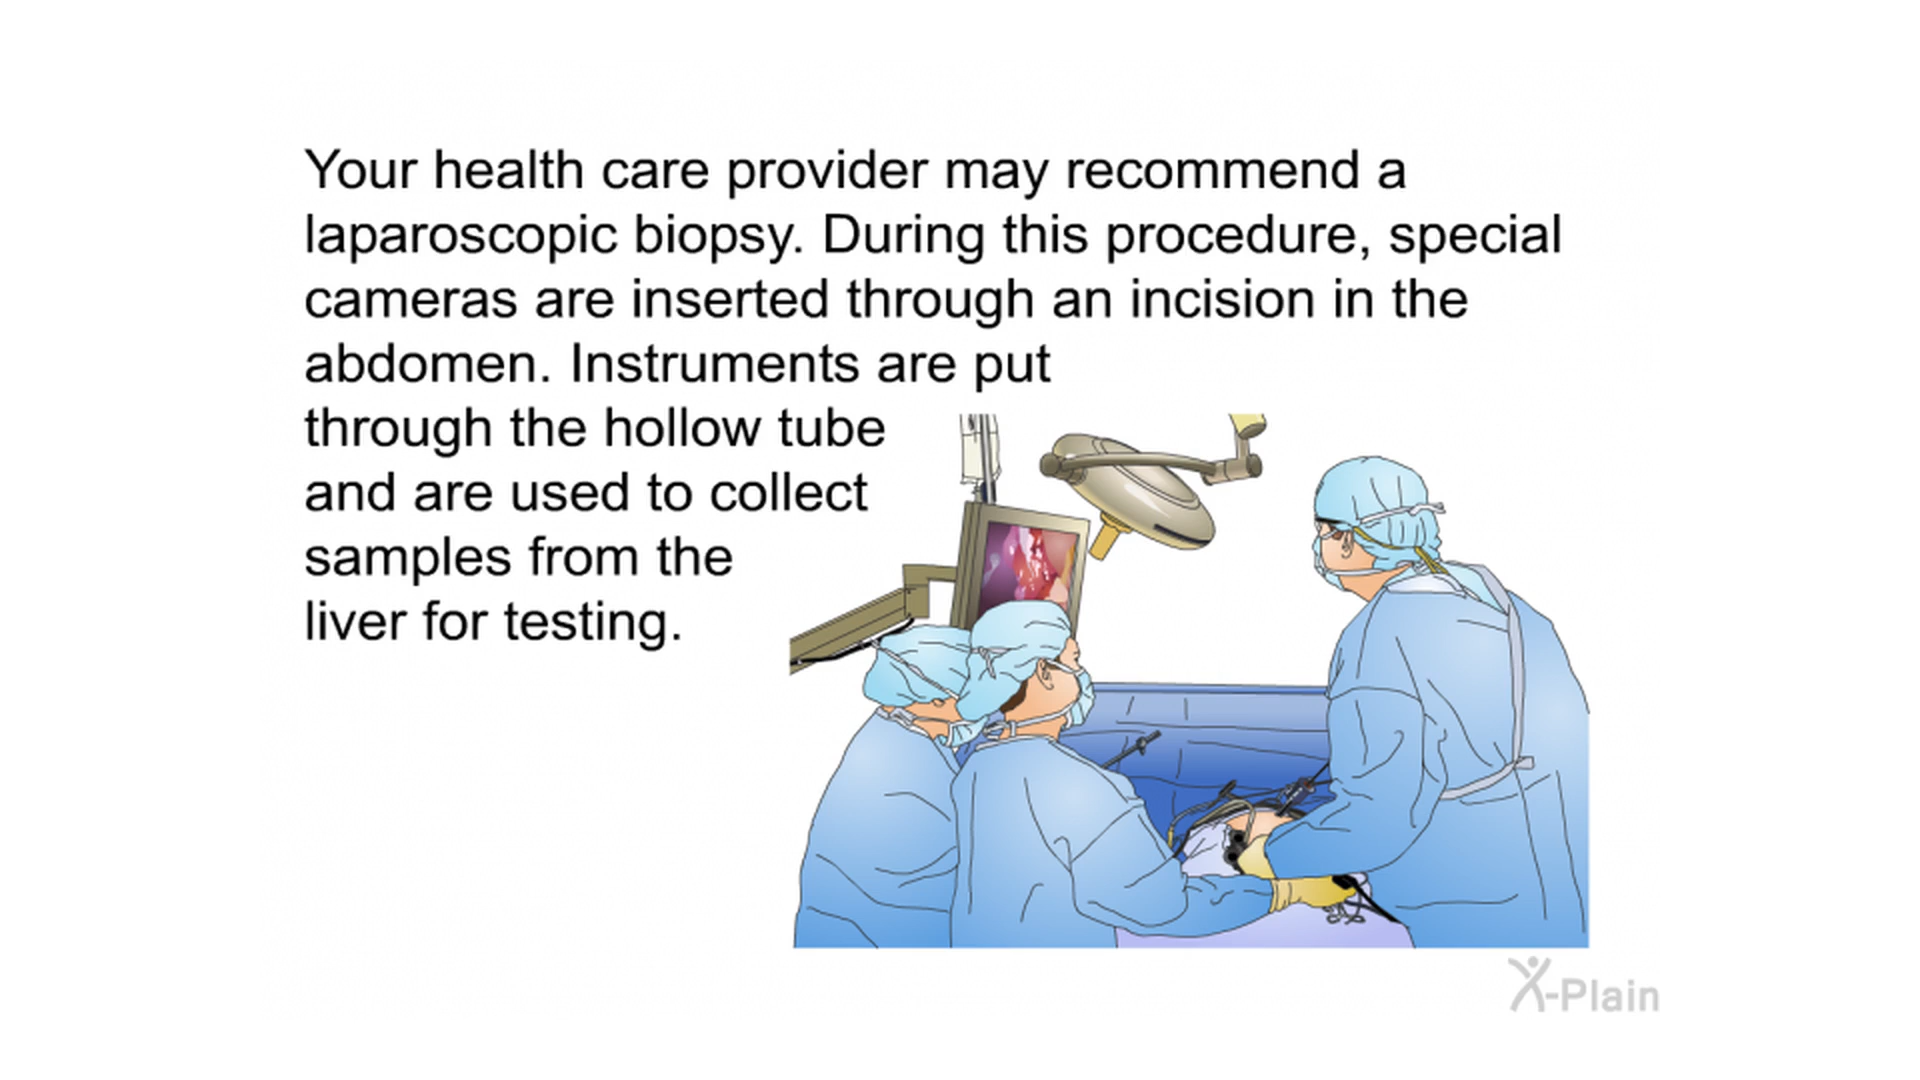 Your health care provider may recommend a
laparoscopic biopsy. During this procedure, special
cameras are inserted through an incision in the
abdomen. Instruments are put
through the hollow tube
and are used to collect
samples from the
liver for testing.
X-Plain